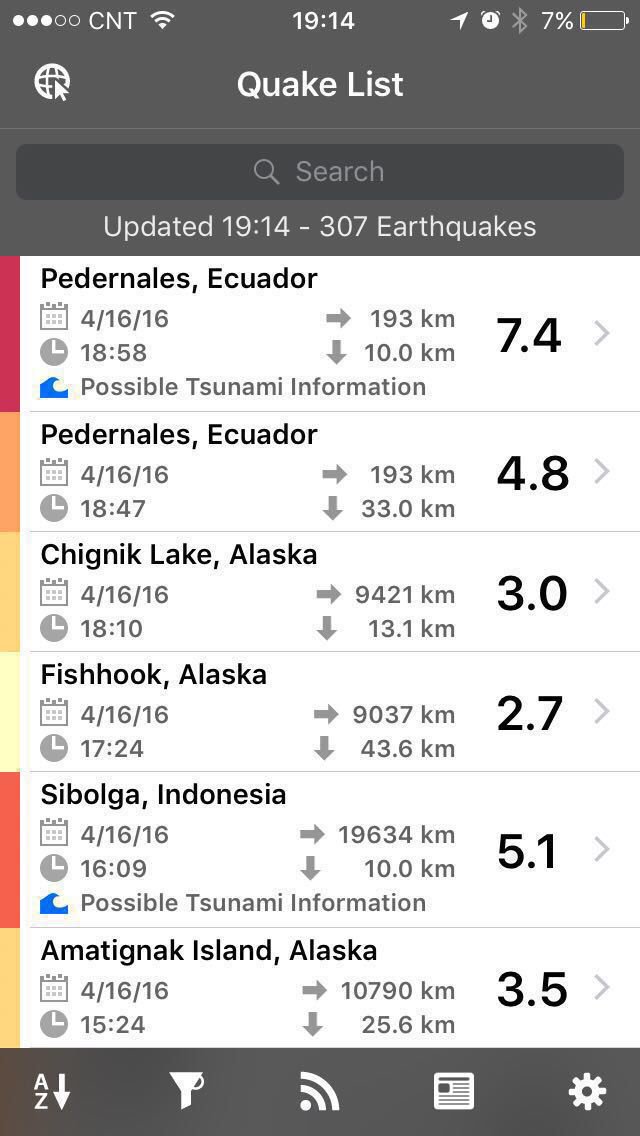 CNT 19:14 7%
Quake List
Search
Updated 19:14 - 307 Earthquakes
Pedernales, Ecuador
4/16/16 193 km
7.4
18:58 10.0 km
Possible Tsunami Information
Pedernales, Ecuador
4/16/16 193 km
4.8
18:47 33.0 km
Chignik Lake, Alaska
4/16/16 9421 km
3.0
18:10 13.1 km
Fishhook, Alaska
4/16/16 9037 km
2.7
17:24 43.6 km
Sibolga, Indonesia
4/16/16 19634 km
5.1
16:09 10.0 km
Possible Tsunami Information
Amatignak Island, Alaska
4/16/16 10790 km
3.5
15:24 25.6 km
A
Z